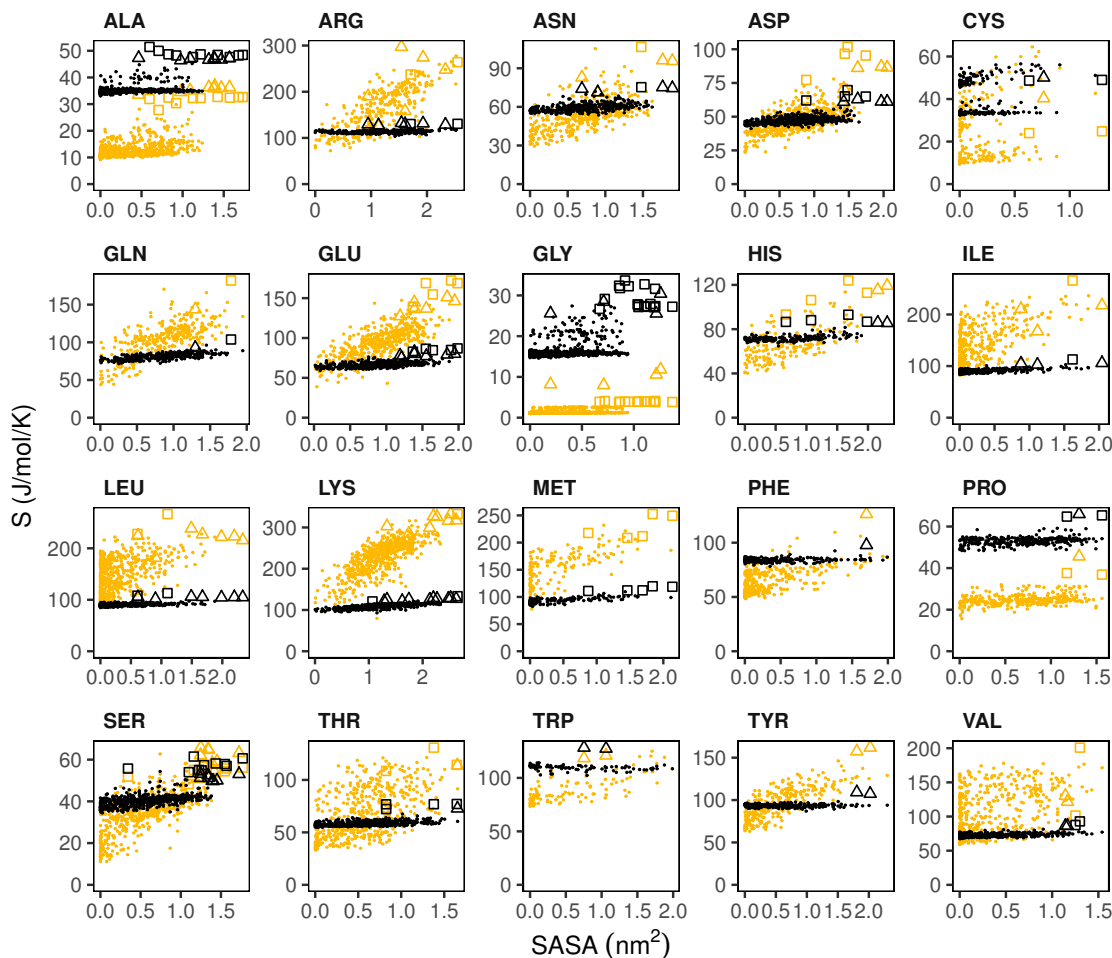 ALA ARG ASN ASP CYS
50 40 30 20 10 0
0.0 0.5 1.0 1.5
300 200 100 0
0 1 2
90 60 30 0
0.0 0.5 1.0 1.5
100 75 50 25 0
0.0 0.5 1.0 1.5 2.0
60 40 20 0
0.0 0.5 1.0
GLN GLU GLY HIS ILE
150 100 50 0
0.0 0.5 1.0 1.5 2.0
150 100 50 0
0.0 0.5 1.0 1.5 2.0
30 20 10 0
0.0 0.5 1.0
120 80 40 0
0.0 0.5 1.0 1.5 2.0
200 100 0
0.0 0.5 1.0 1.5 2.0
S (J/mol/K)
LEU LYS MET PHE PRO
200 100 0
0.0 0.5 1.0 1.5 2.0
300 200 100 0
0 1 2
250 200 150 100 50 0
0.0 0.5 1.0 1.5 2.0
100 50 0
0.0 0.5 1.0 1.5 2.0
60 40 20 0
0.0 0.5 1.0 1.5
SER THR TRP TYR VAL
60 40 20 0
0.0 0.5 1.0 1.5
100 50 0
0.0 0.5 1.0 1.5
100 50 0
0.0 0.5 1.0 1.5 2.0
150 100 50 0
0.0 0.5 1.0 1.5 2.0
200 150 100 50 0
0.0 0.5 1.0 1.5
SASA (nm²)